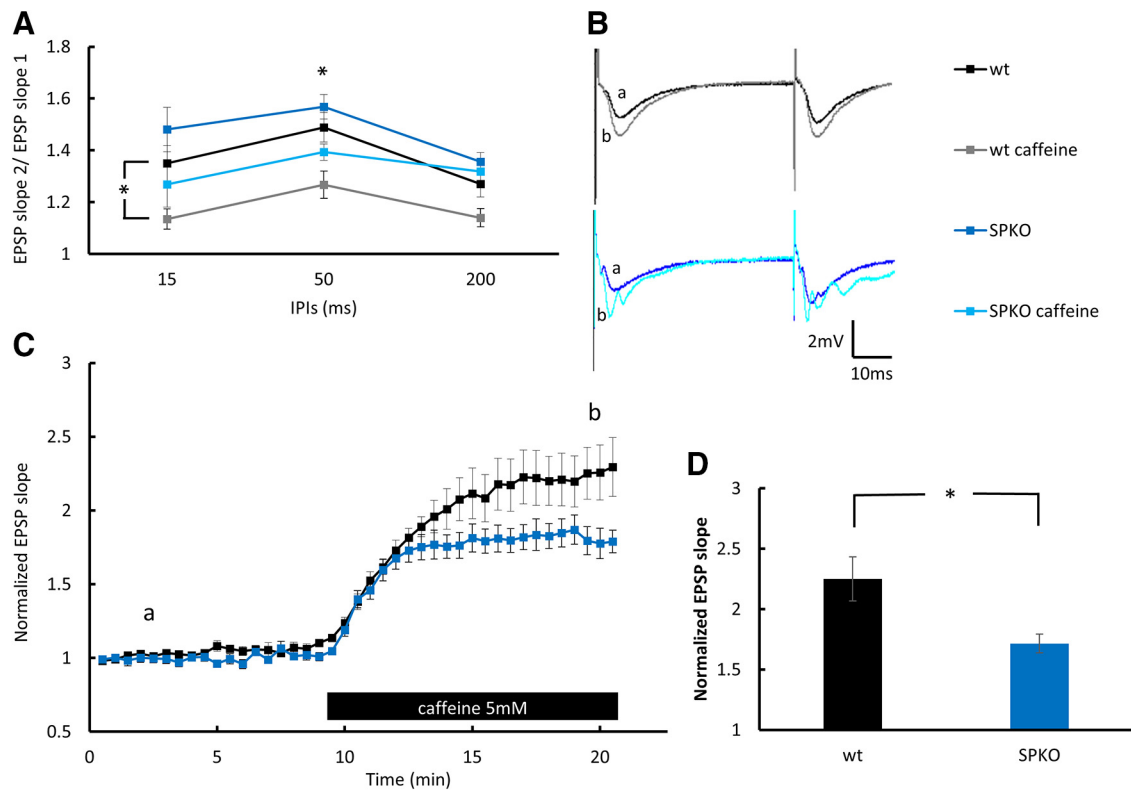 A
EPSP slope 2/ EPSP slope 1
1.8
1.6
1.4
1.2
1
*
*
15 50 200
IPIs (ms)
B
a
b
a
b
2mV
10ms
wt
wt caffeine
SPKO
SPKO caffeine
C
Normalized EPSP slope
3
2.5
2
1.5
1
0.5
a
b
caffeine 5mM
0 5 10 15 20
Time (min)
D
Normalized EPSP slope
3
2.5
2
1.5
1
*
wt SPKO